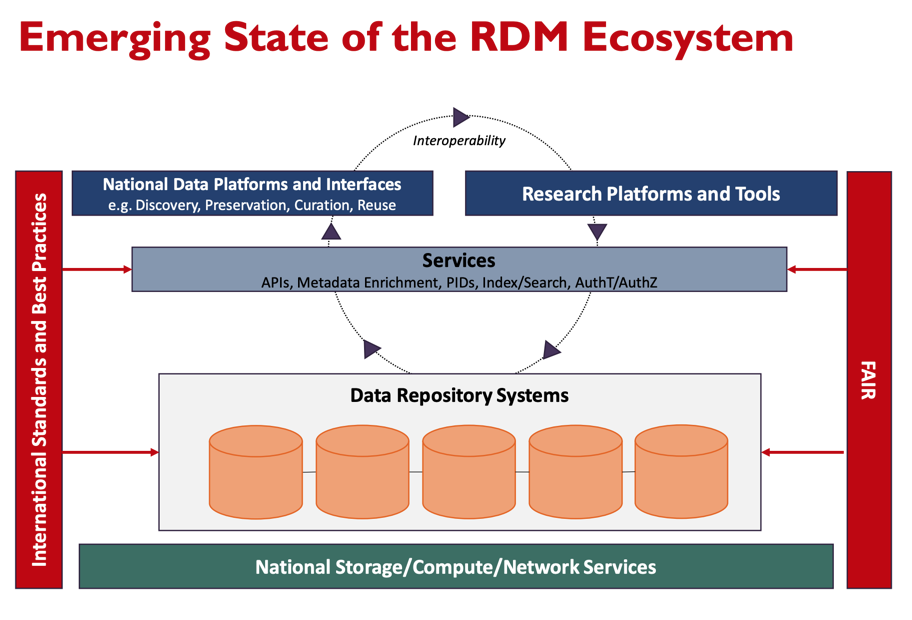 Emerging State of the RDM Ecosystem
Interoperability
National Data Platforms and Interfaces
e.g. Discovery, Preservation, Curation, Reuse
Research Platforms and Tools
International Standards and Best Practices
Services
APIs, Metadata Enrichment, PIDs, Index/Search, AuthT/AuthZ
FAIR
Data Repository Systems
National Storage/Compute/Network Services